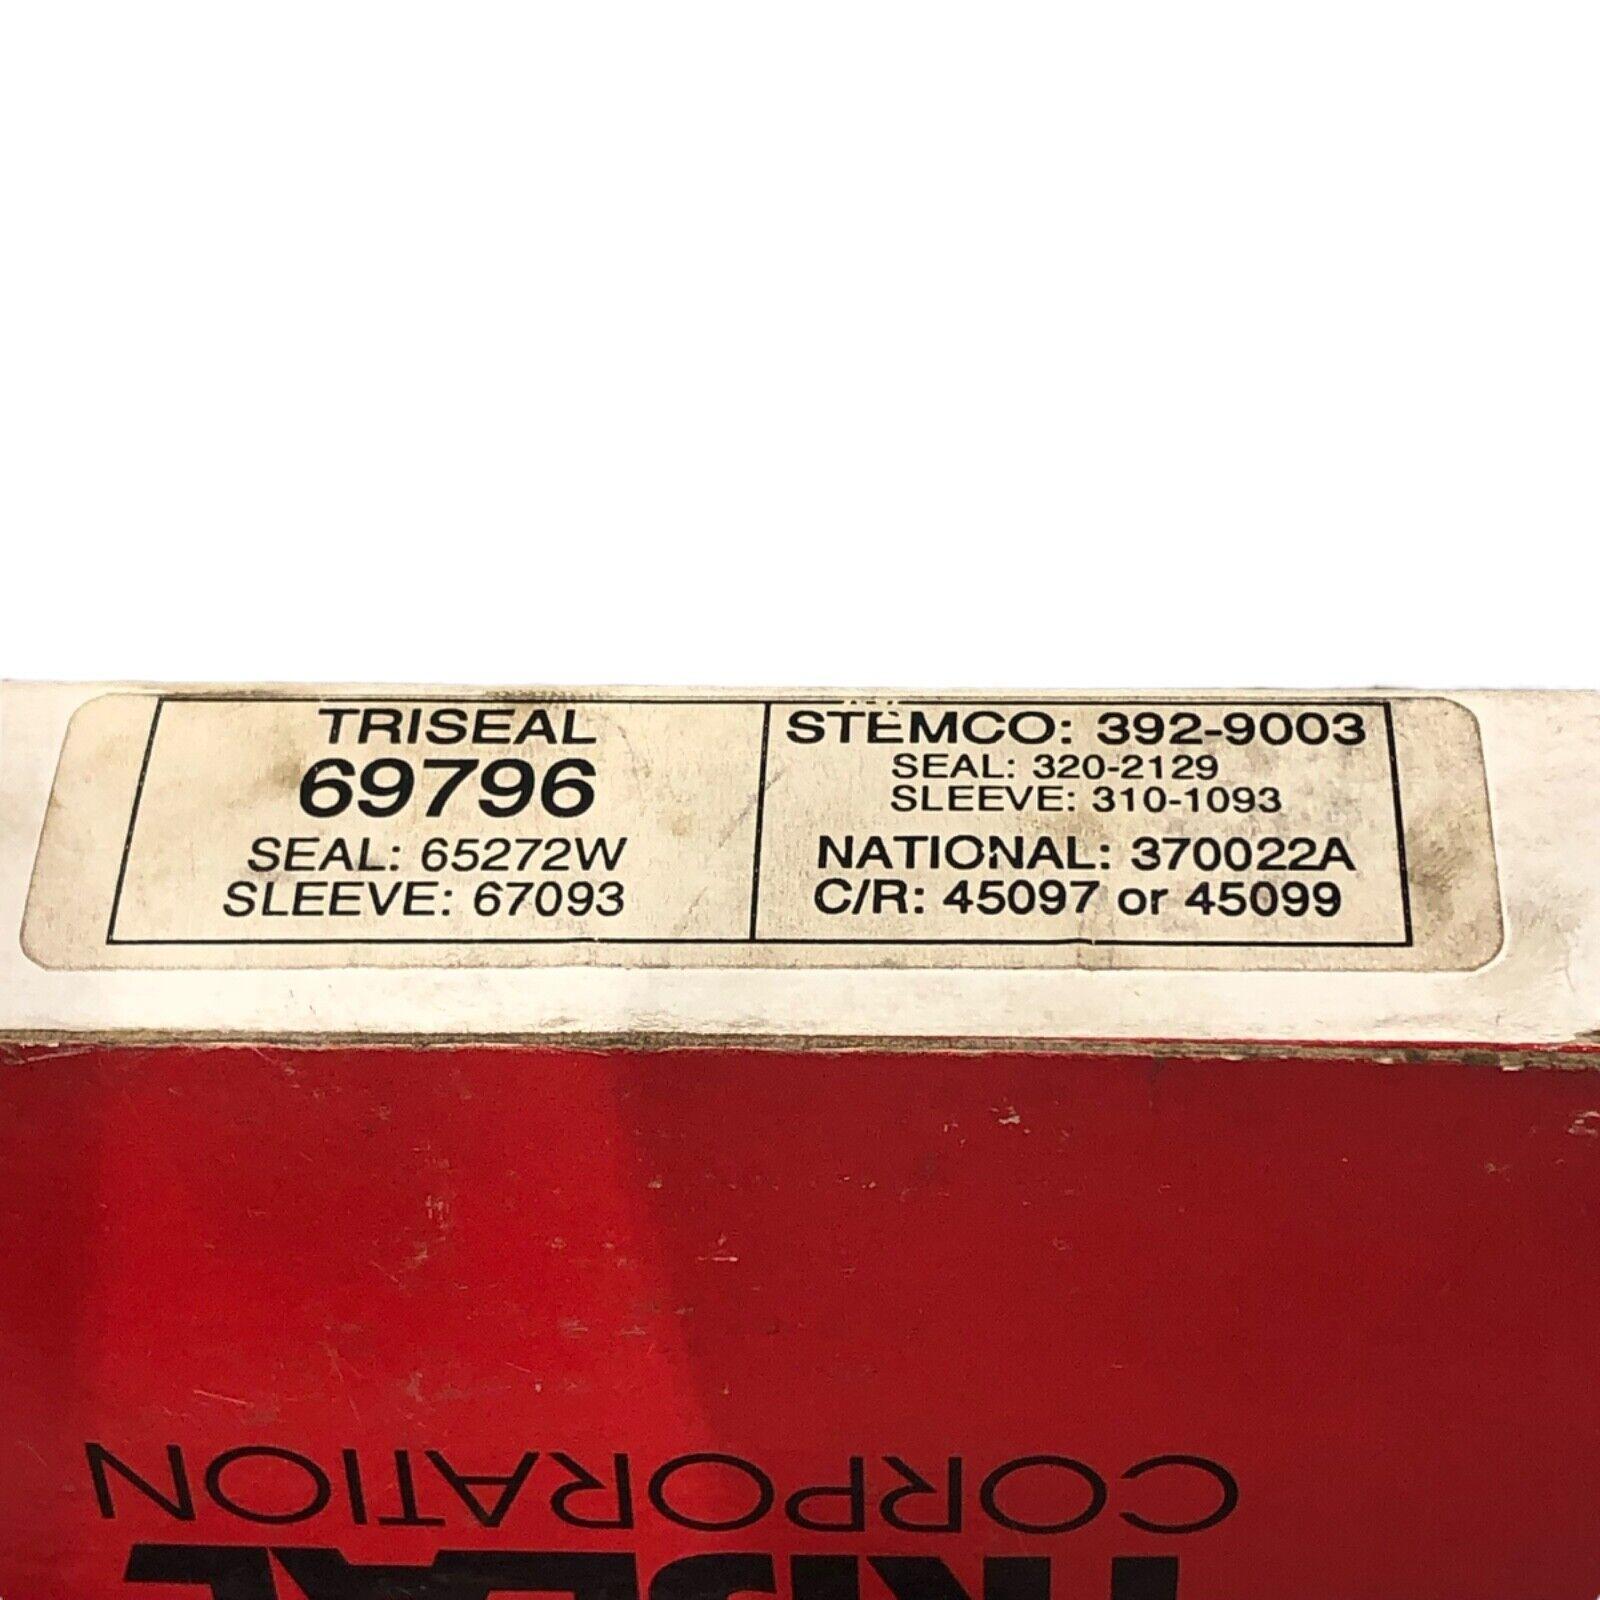 TRISEAL
69796
SEAL: 65272W
SLEEVE: 67093
STEMCO: 392-9003
SEAL: 320-2129
SLEEVE: 310-1093
NATIONAL: 370022A
C/R: 45097 or 45099
TRISEAL
CORPORATION